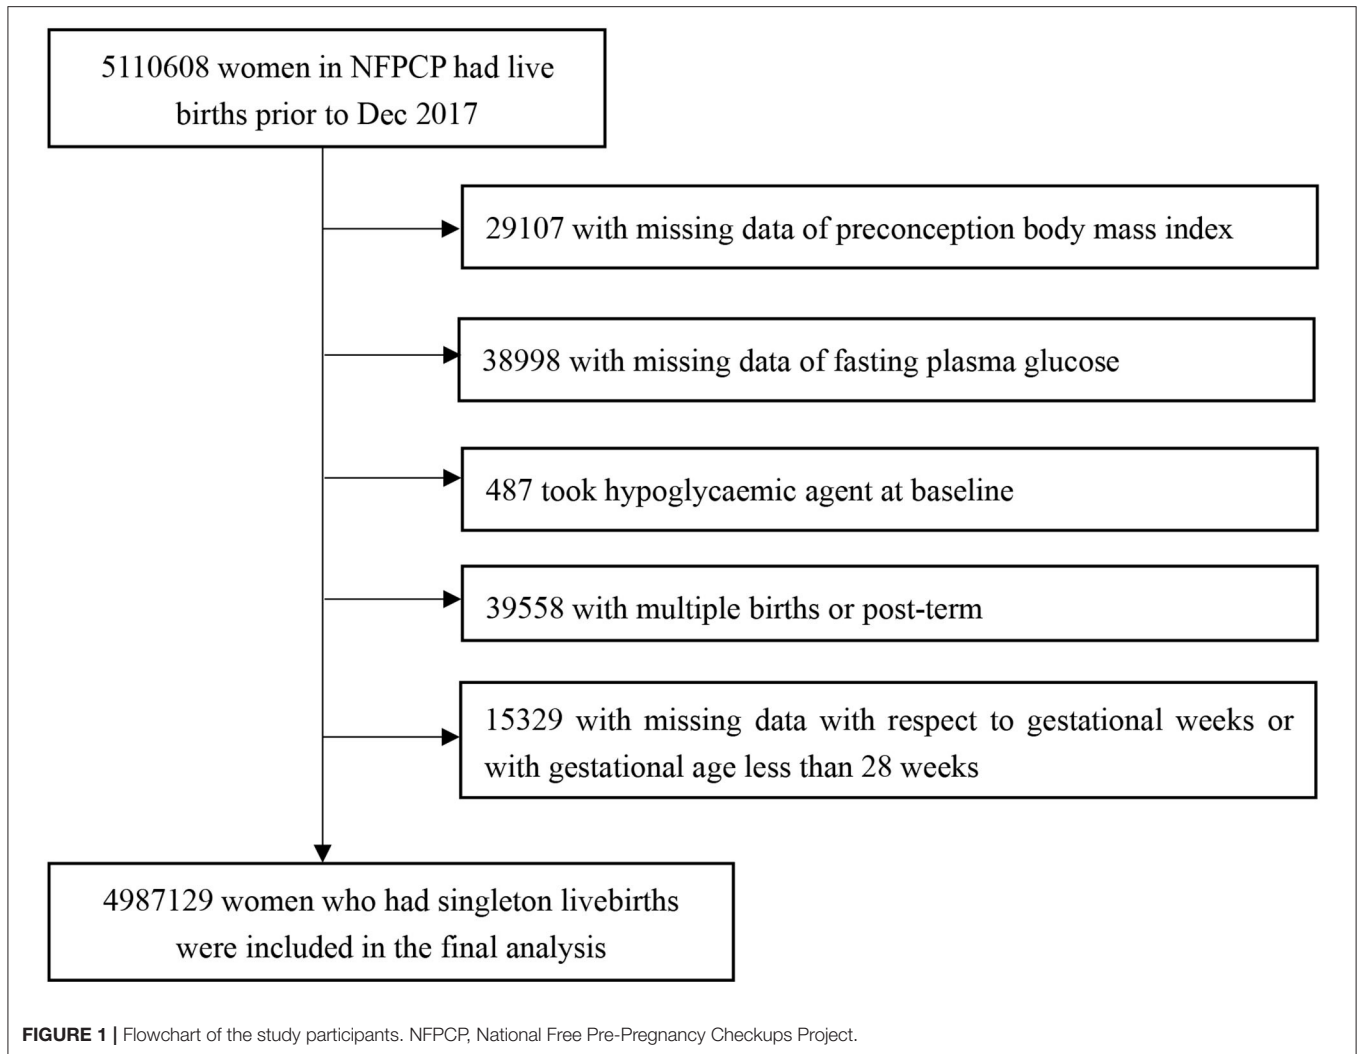 5110608 women in NFPCP had live
births prior to Dec 2017
29107 with missing data of preconception body mass index
38998 with missing data of fasting plasma glucose
487 took hypoglycaemic agent at baseline
39558 with multiple births or post-term
15329 with missing data with respect to gestational weeks or
with gestational age less than 28 weeks
4987129 women who had singleton livebirths
were included in the final analysis
FIGURE 1 | Flowchart of the study participants. NFPCP, National Free Pre-Pregnancy Checkups Project.